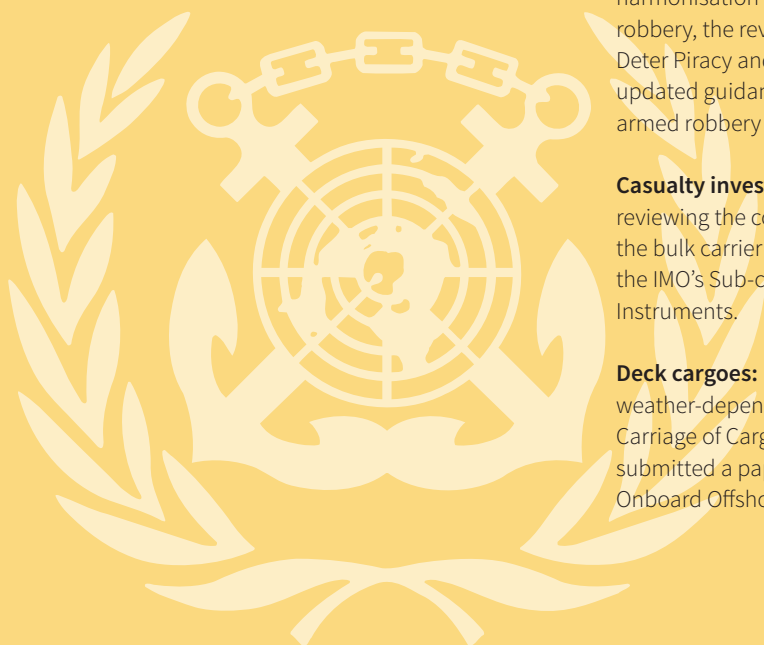 robbery, the rev
Deter Piracy and
updated guidan
armed robbery
Casualty inves
reviewing the co
the bulk carrier
the IMO's Sub-c
Instruments.
Deck cargoes:
weather-depen
Carriage of Carg
submitted a pa
Onboard Offsho